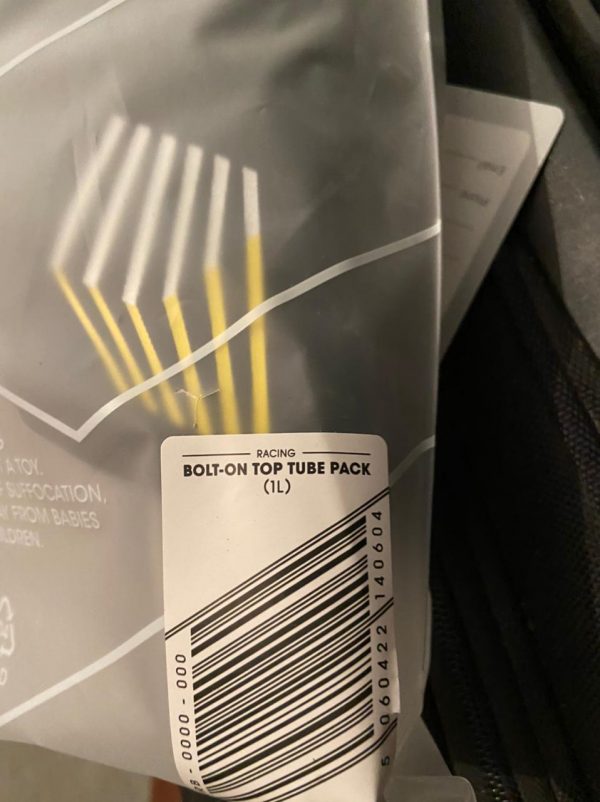 RACING
BOLT-ON TOP TUBE PACK
(1L)
5 060422 140604
- 0000 - 000
A TOY.
SUFFOCATION,
FROM BABIES